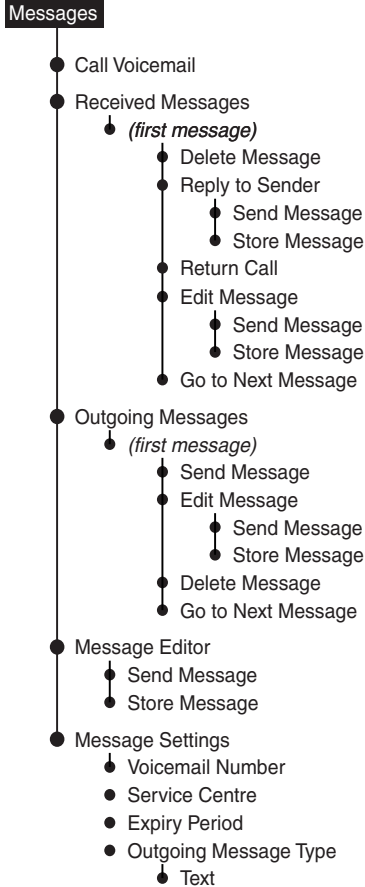 Messages
Call Voicemail
Received Messages
(first message)
Delete Message
Reply to Sender
Send Message
Store Message
Return Call
Edit Message
Send Message
Store Message
Go to Next Message
Outgoing Messages
(first message)
Send Message
Edit Message
Send Message
Store Message
Delete Message
Go to Next Message
Message Editor
Send Message
Store Message
Message Settings
Voicemail Number
Service Centre
Expiry Period
Outgoing Message Type
Text